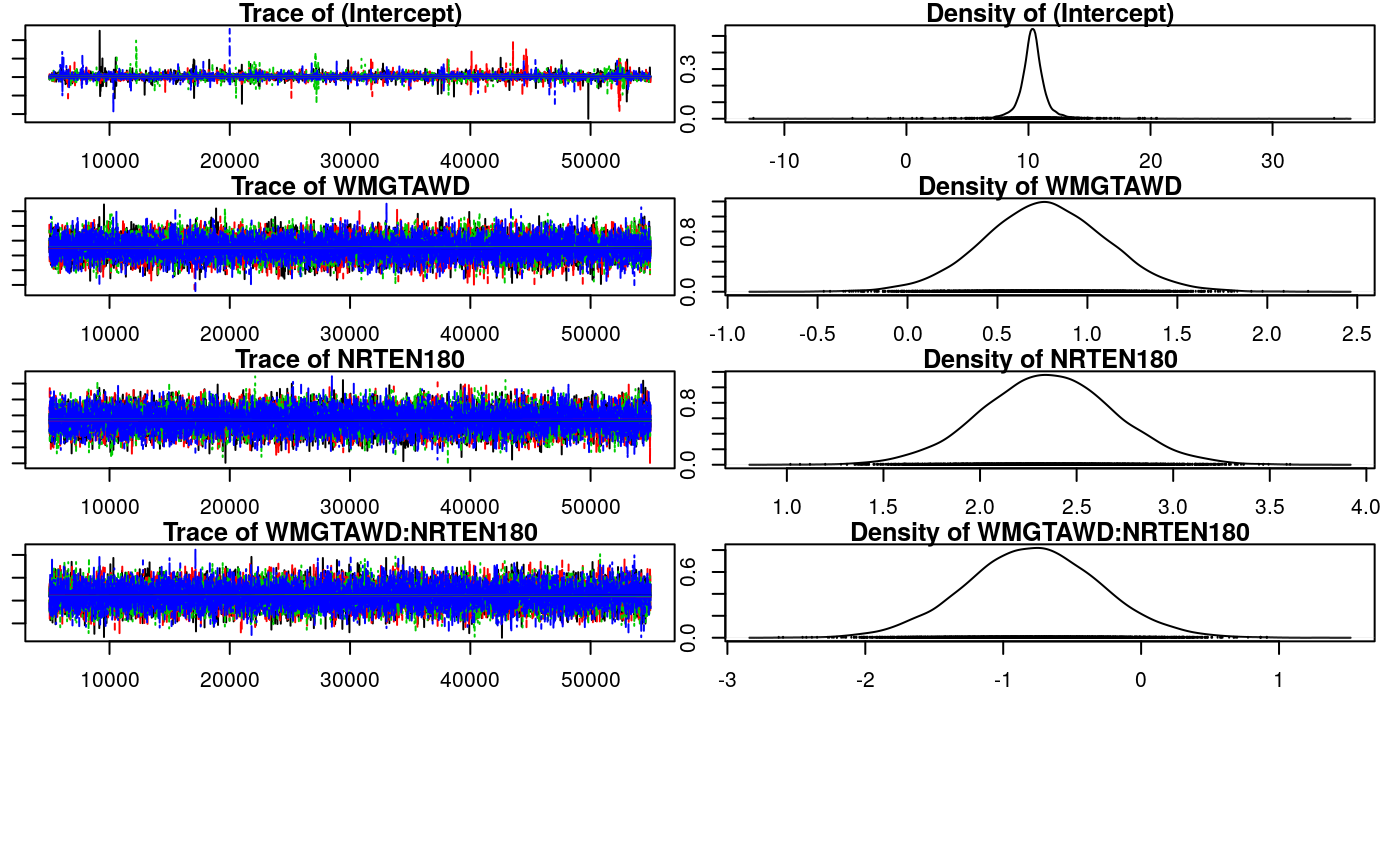 Trace of (Intercept)
10000 20000 30000 40000 50000
Density of (Intercept)
0.0 0.3
-10 0 10 20 30
Trace of WMGTAWD
10000 20000 30000 40000 50000
Density of WMGTAWD
0.0 0.8
-1.0 -0.5 0.0 0.5 1.0 1.5 2.0 2.5
Trace of NRTEN180
10000 20000 30000 40000 50000
Density of NRTEN180
0.0 0.8
1.0 1.5 2.0 2.5 3.0 3.5 4.0
Trace of WMGTAWD:NRTEN180
10000 20000 30000 40000 50000
Density of WMGTAWD:NRTEN180
0.0 0.6
-3 -2 -1 0 1